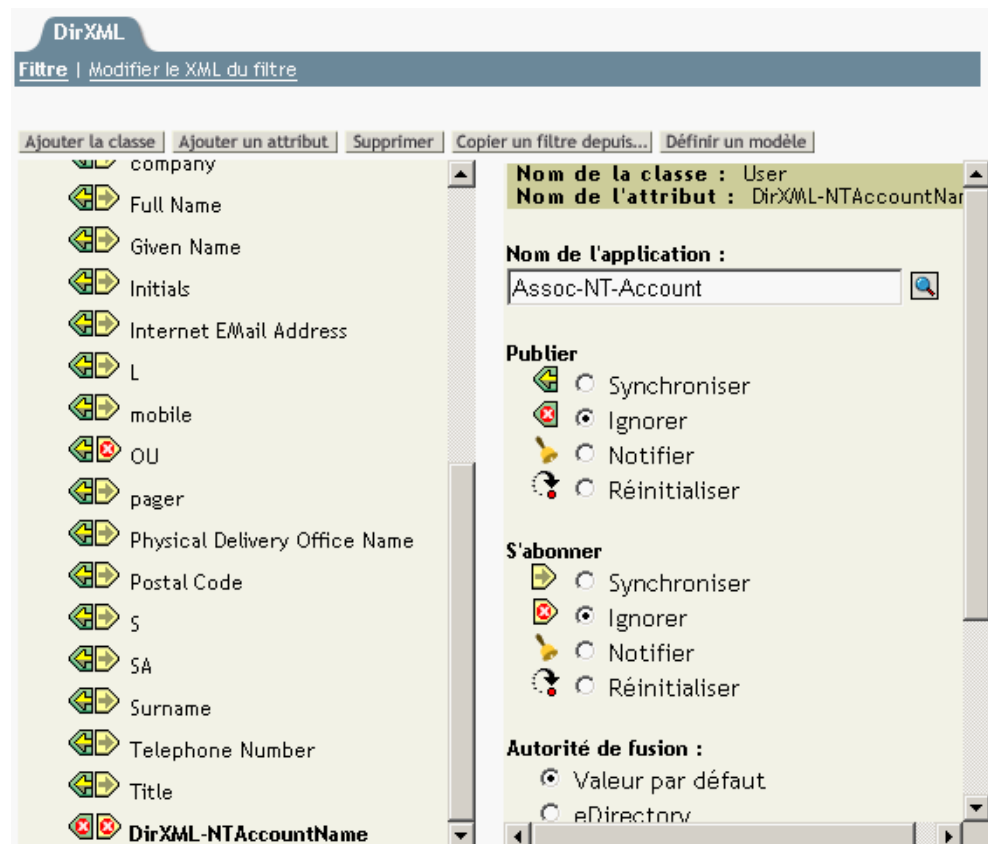 DirXML
Filtre | Modifier le XML du filtre
Ajouter la classe Ajouter un attribut Supprimer Copier un filtre depuis... Définir un modèle
company
Full Name
Given Name
Initials
Internet EMail Address
L
mobile
OU
pager
Physical Delivery Office Name
Postal Code
S
SA
Surname
Telephone Number
Title
DirXML-NTAccountName
Nom de la classe : User
Nom de l'attribut : DirXML-NTAccountNar
Nom de l'application :
Assoc-NT-Account
Publier
Synchroniser
Ignorer
Notifier
Réinitialiser
S'abonner
Synchroniser
Ignorer
Notifier
Réinitialiser
Autorité de fusion :
Valeur par défaut
eDirectory